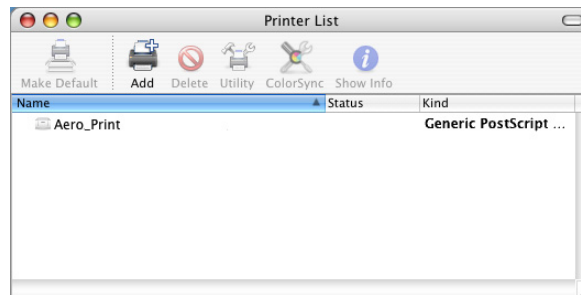 Printer List
Make Default Add Delete Utility ColorSync Show Info
Name Status Kind
Aero_Print Generic PostScript ...